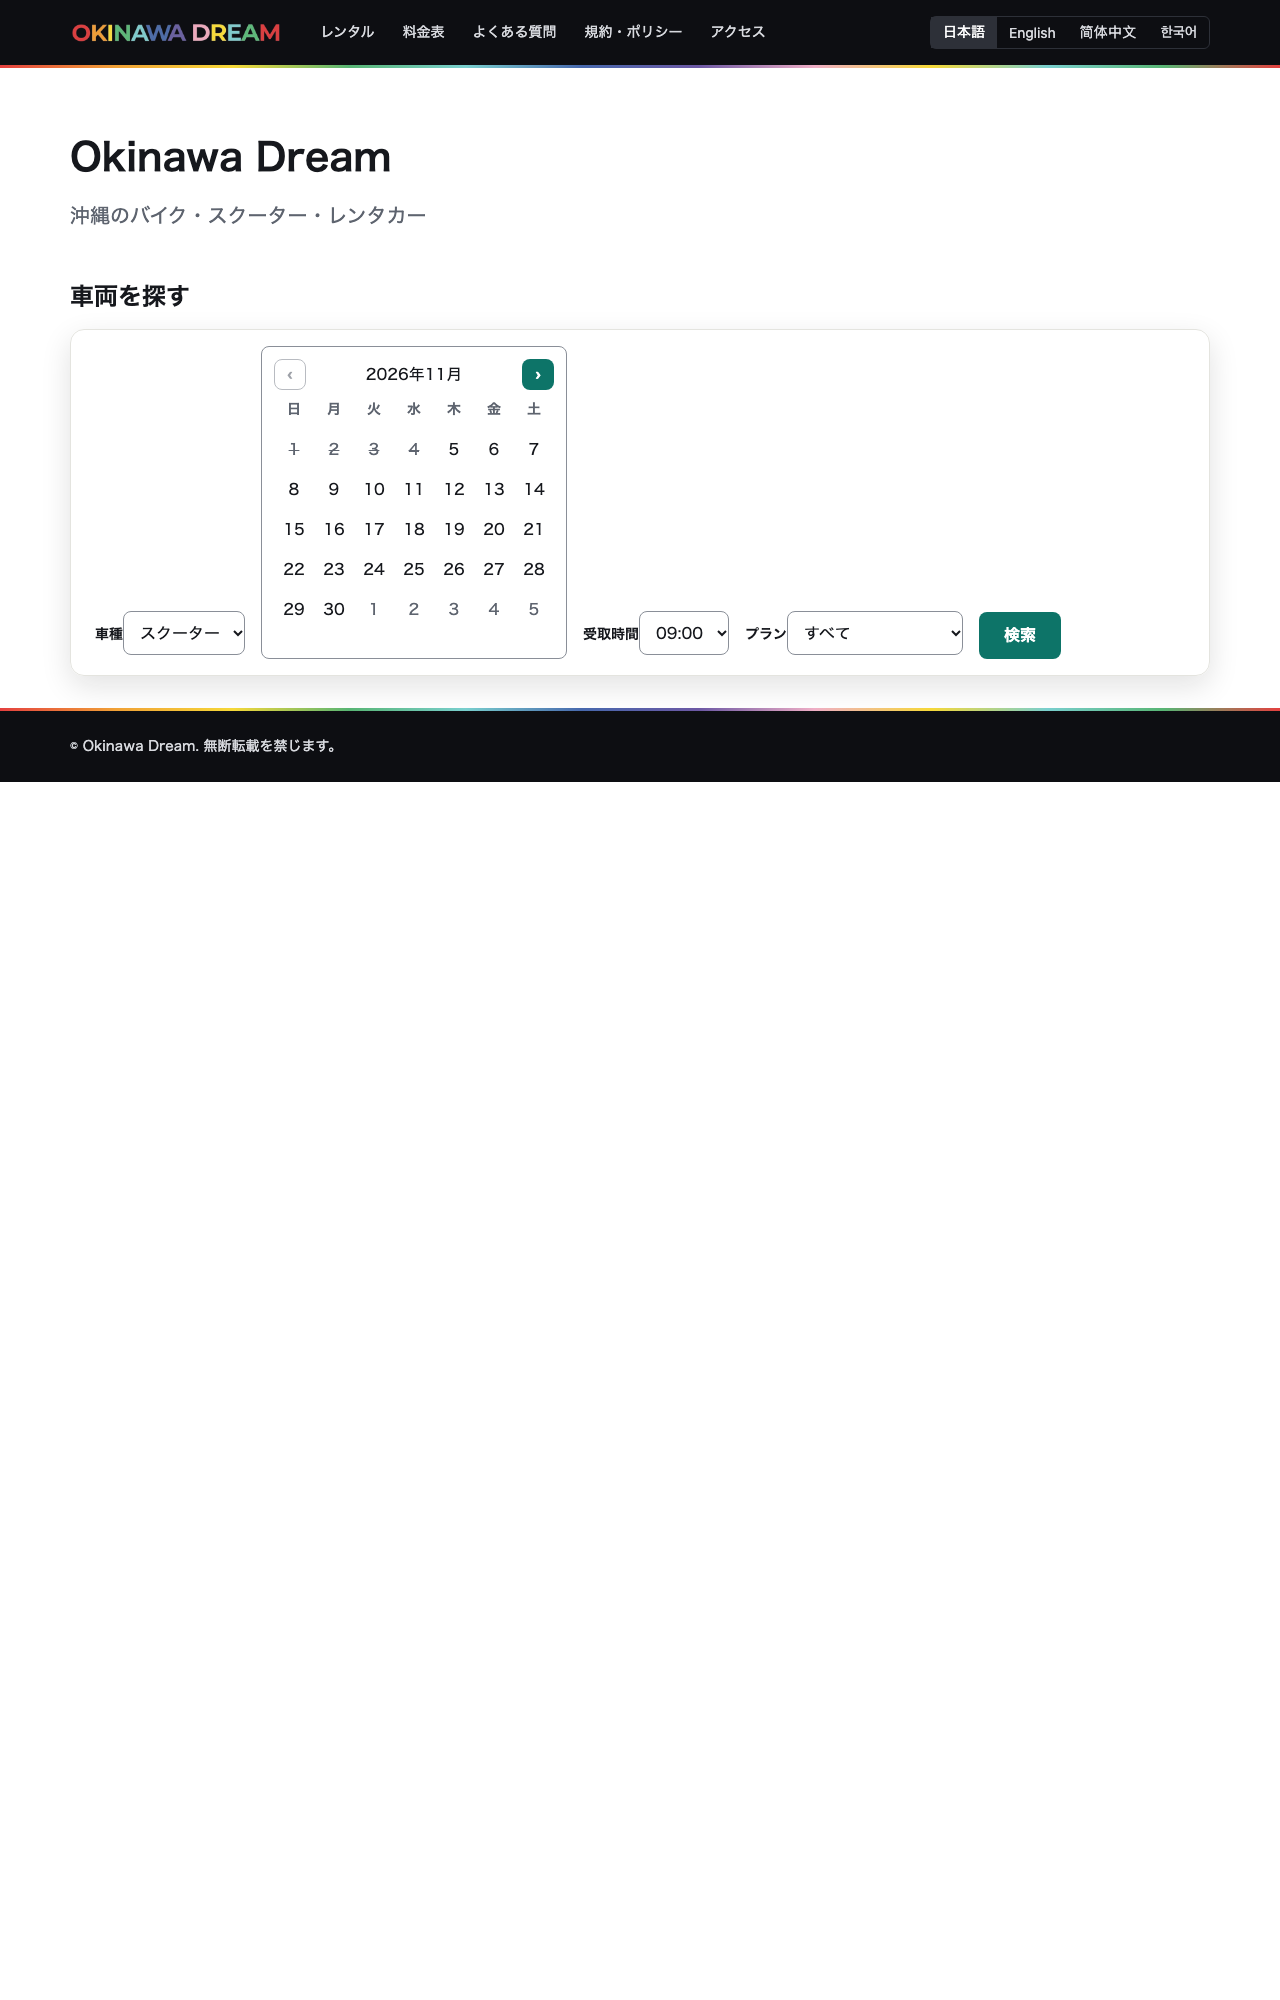 OKINAWA DREAM レンタル 料金表 よくある質問 規約・ポリシー アクセス 日本語 English 简体中文 한국어
Okinawa Dream
沖縄のバイク・スクーター・レンタカー
車両を探す
‹ 2026年11月 ›
日 月 火 水 木 金 土
1 2 3 4 5 6 7
8 9 10 11 12 13 14
15 16 17 18 19 20 21
22 23 24 25 26 27 28
29 30 1 2 3 4 5
車種 スクーター 受取時間 09:00 プラン すべて 検索
© Okinawa Dream. 無断転載を禁じます。